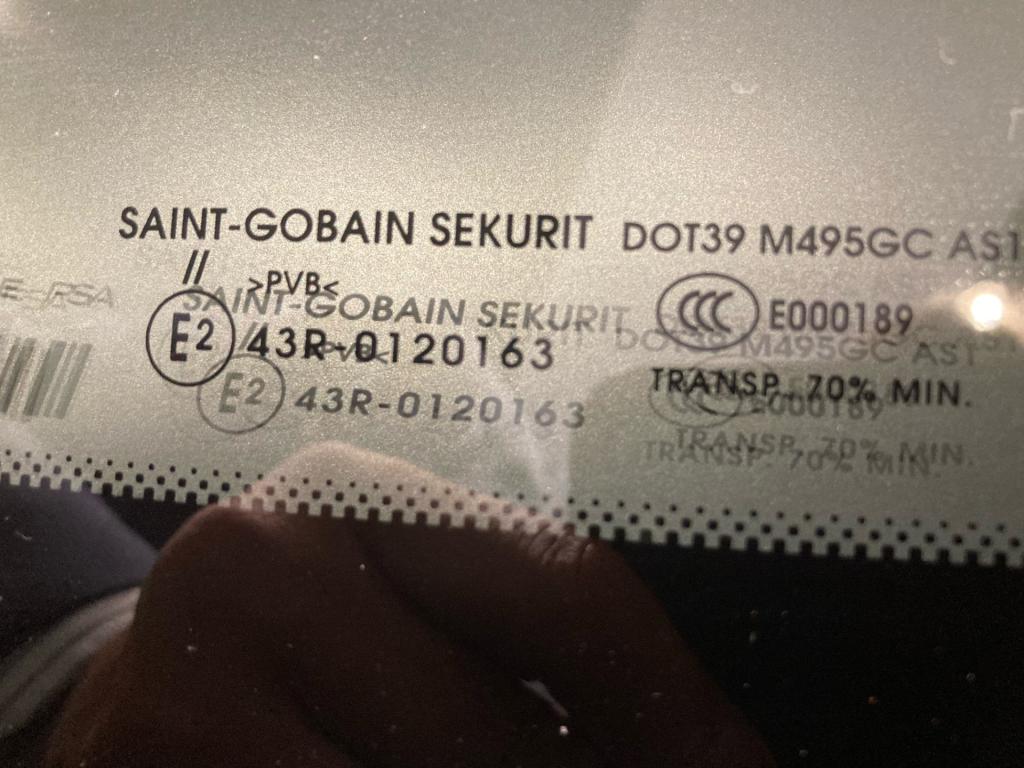 SAINT-GOBAIN SEKURIT DOT39 M495GC AS1
// >PVB<
E2 43R-0120163
CCC E000189
TRANSP. 70% MIN.
SAINT-GOBAIN SEKURIT DOT39 M495GC AS1
E2 43R-0120163
E000189
TRANSP. 70% MIN.